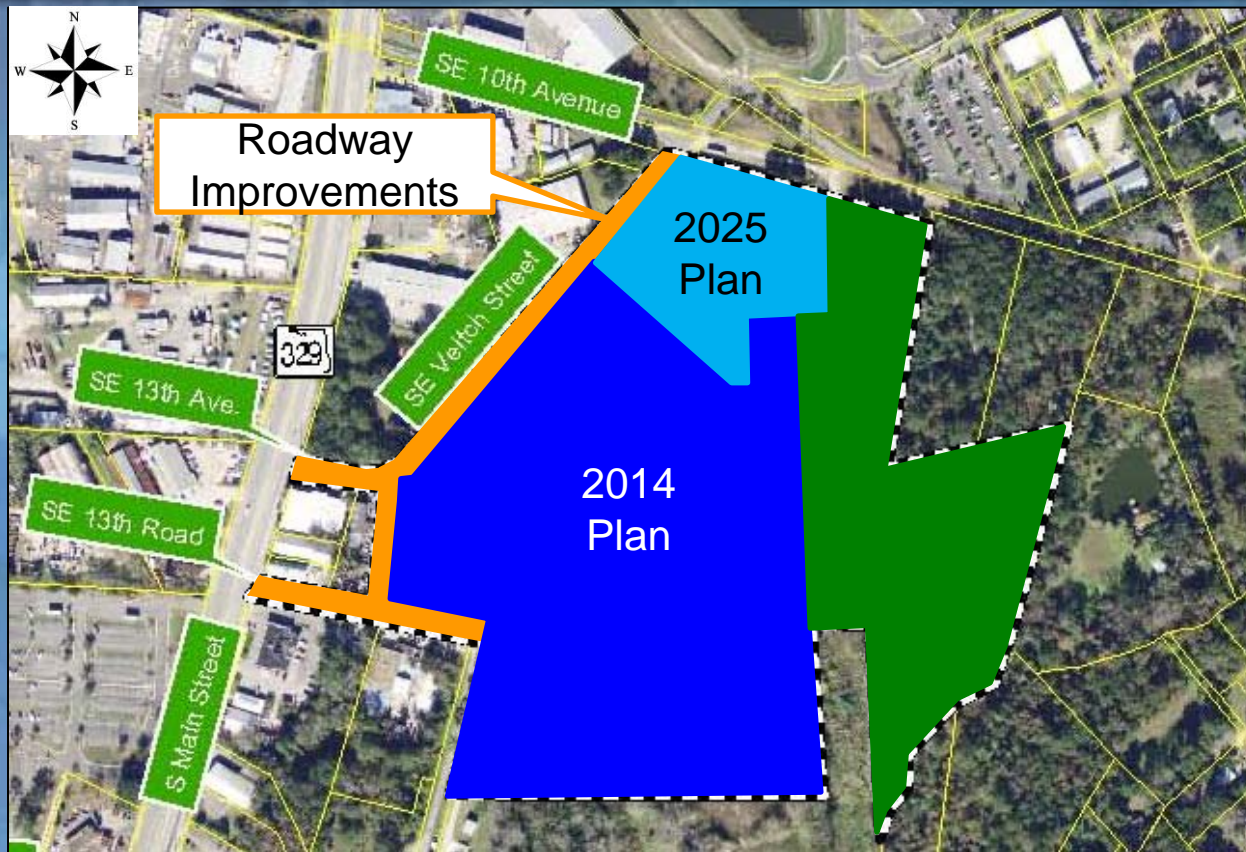 N
W E
S
SE 10th Avenue
Roadway
Improvements
2025
Plan
SE Veitch Street
329
SE 13th Ave.
2014
Plan
SE 13th Road
S Main Street